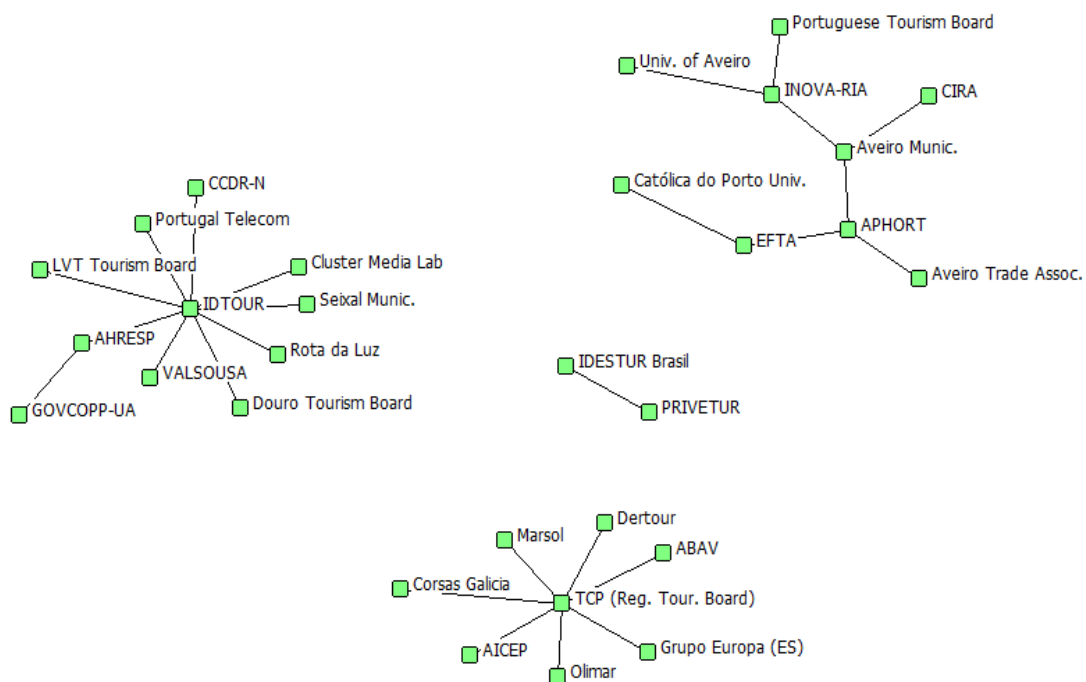 Portuguese Tourism Board
Univ. of Aveiro
INOVA-RIA
CIRA
Aveiro Munic.
Católica do Porto Univ.
APHORT
EFTA
Aveiro Trade Assoc.
CCDR-N
Portugal Telecom
LVT Tourism Board
Cluster Media Lab
IDTOUR
Seixal Munic.
AHRESP
Rota da Luz
VALSOUSA
GOVCOPP-UA
Douro Tourism Board
IDESTUR Brasil
PRIVETUR
Dertour
Marsol
ABAV
Corsas Galicia
TCP (Reg. Tour. Board)
AICEP
Grupo Europa (ES)
Olimar